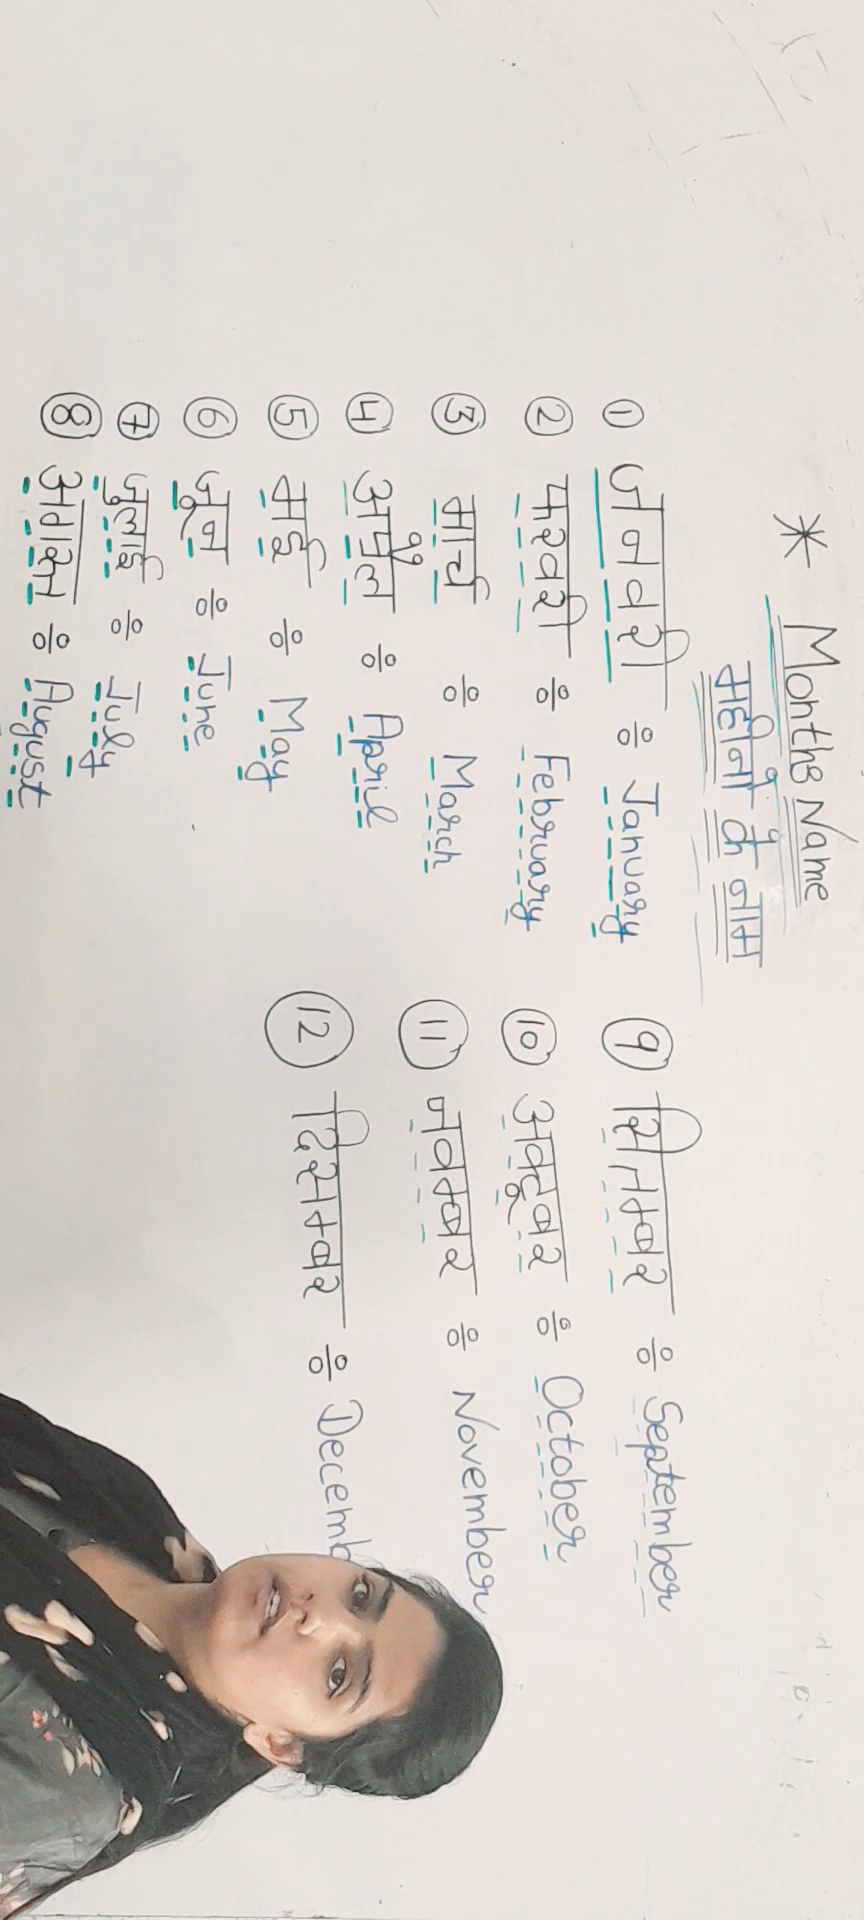 * Months Name
महीनों के नाम
① जनवरी ः January
② फरवरी ः February
③ मार्च ः March
④ अप्रैल ः April
⑤ मई ः May
⑥ जून ः June
⑦ जुलाई ः July
⑧ अगस्त ः August
⑨ सितम्बर ः September
⑩ अक्टूबर ः October
⑪ नवम्बर ः November
⑫ दिसम्बर ः Decemb